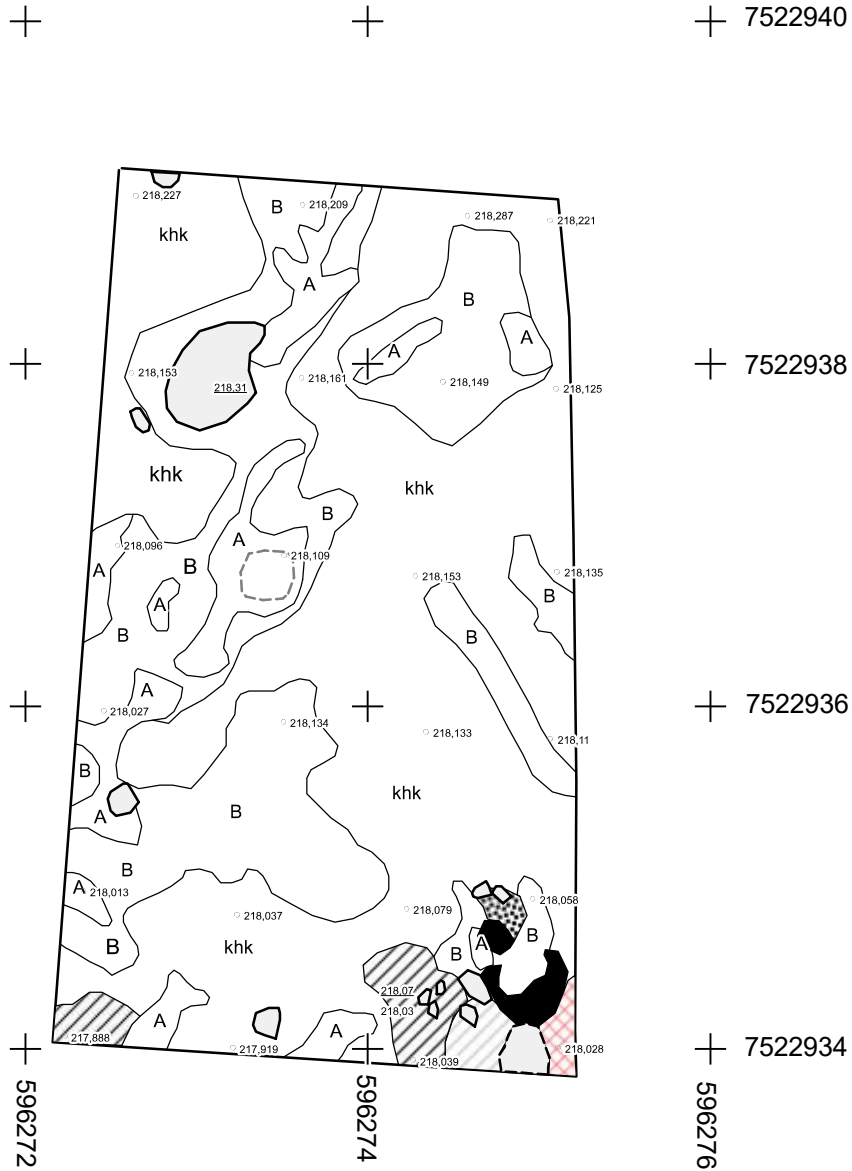 7522940
218,227
B
218,209
218,287
218,221
khk
A
B
A
A
7522938
218,153
218.31
218,161
218,149
218,125
khk
khk
B
A
218,096
218,109
B
A
218,153
218,135
A
B
B
B
A
218,027
7522936
218,134
218,133
218,11
B
khk
A
B
B
A
218,013
218,037
218,079
218,058
B
khk
B
A
B
218.07
218,03
A
A
217,888
217,919
218,039
218,028
7522934
596272
596274
596276